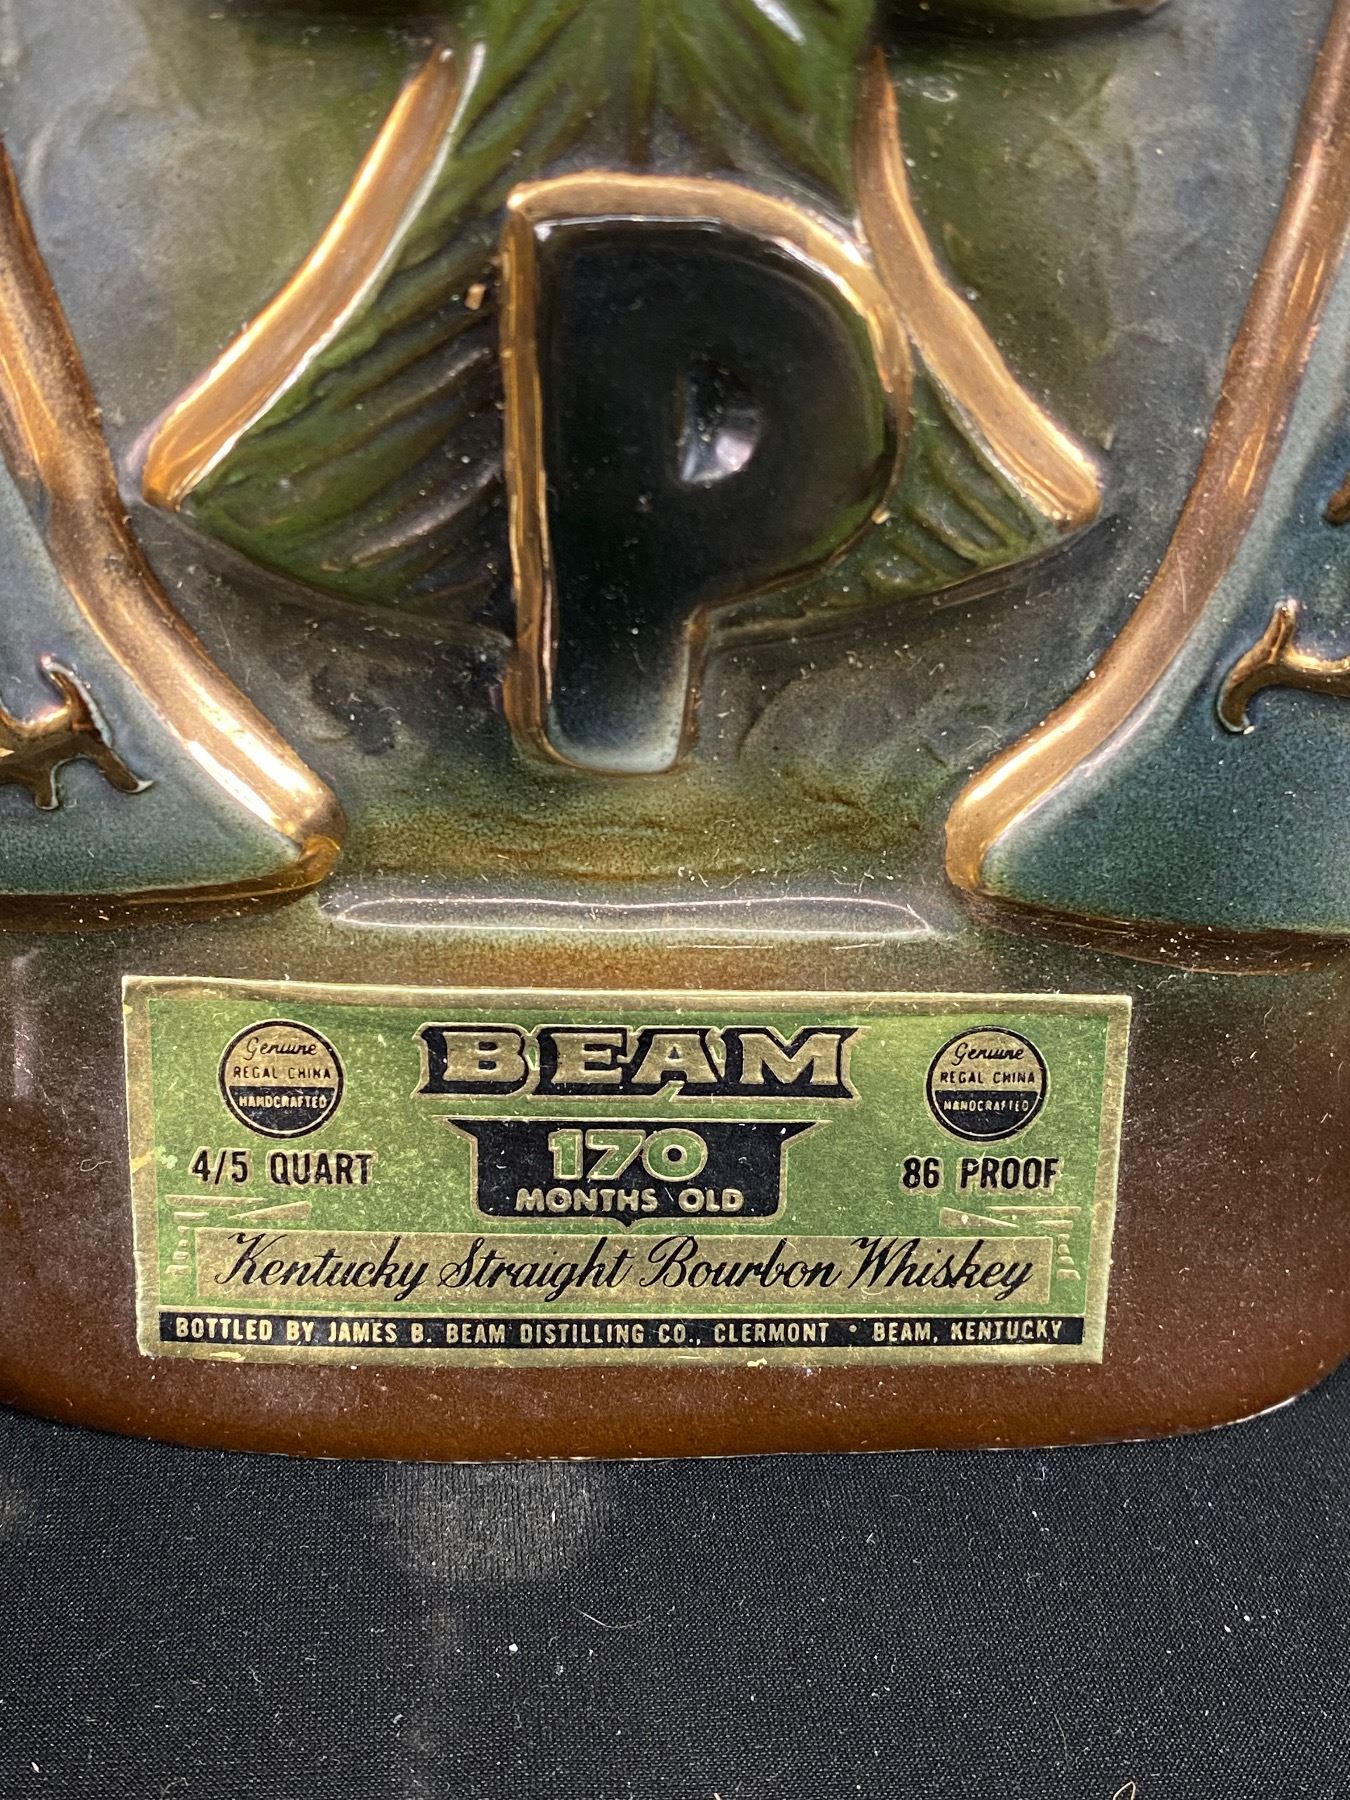 P
BEAM
Genuine
REGAL CHINA
HANDCRAFTED
Genuine
REGAL CHINA
HANDCRAFTED
170
MONTHS OLD
4/5 QUART
86 PROOF
Kentucky Straight Bourbon Whiskey
BOTTLED BY JAMES B. BEAM DISTILLING CO., CLERMONT • BEAM, KENTUCKY